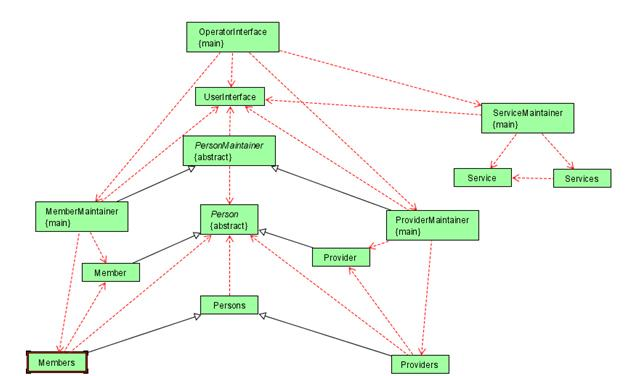 OperatorInterface
{main}
UserInterface
ServiceMaintainer
{main}
PersonMaintainer
{abstract}
Service
Services
MemberMaintainer
{main}
Person
{abstract}
ProviderMaintainer
{main}
Member
Provider
Persons
Members
Providers